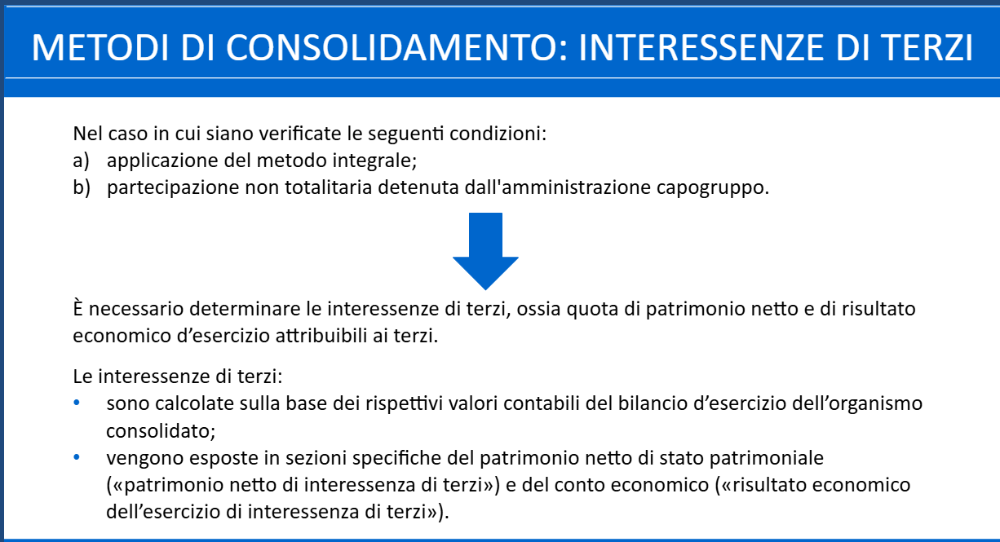 METODI DI CONSOLIDAMENTO: INTERESSENZE DI TERZI
Nel caso in cui siano verificate le seguenti condizioni:
a) applicazione del metodo integrale;
b) partecipazione non totalitaria detenuta dall'amministrazione capogruppo.
È necessario determinare le interessenze di terzi, ossia quota di patrimonio netto e di risultato
economico d’esercizio attribuibili ai terzi.
Le interessenze di terzi:
• sono calcolate sulla base dei rispettivi valori contabili del bilancio d’esercizio dell’organismo
consolidato;
• vengono esposte in sezioni specifiche del patrimonio netto di stato patrimoniale
(«patrimonio netto di interessenza di terzi») e del conto economico («risultato economico
dell’esercizio di interessenza di terzi»).